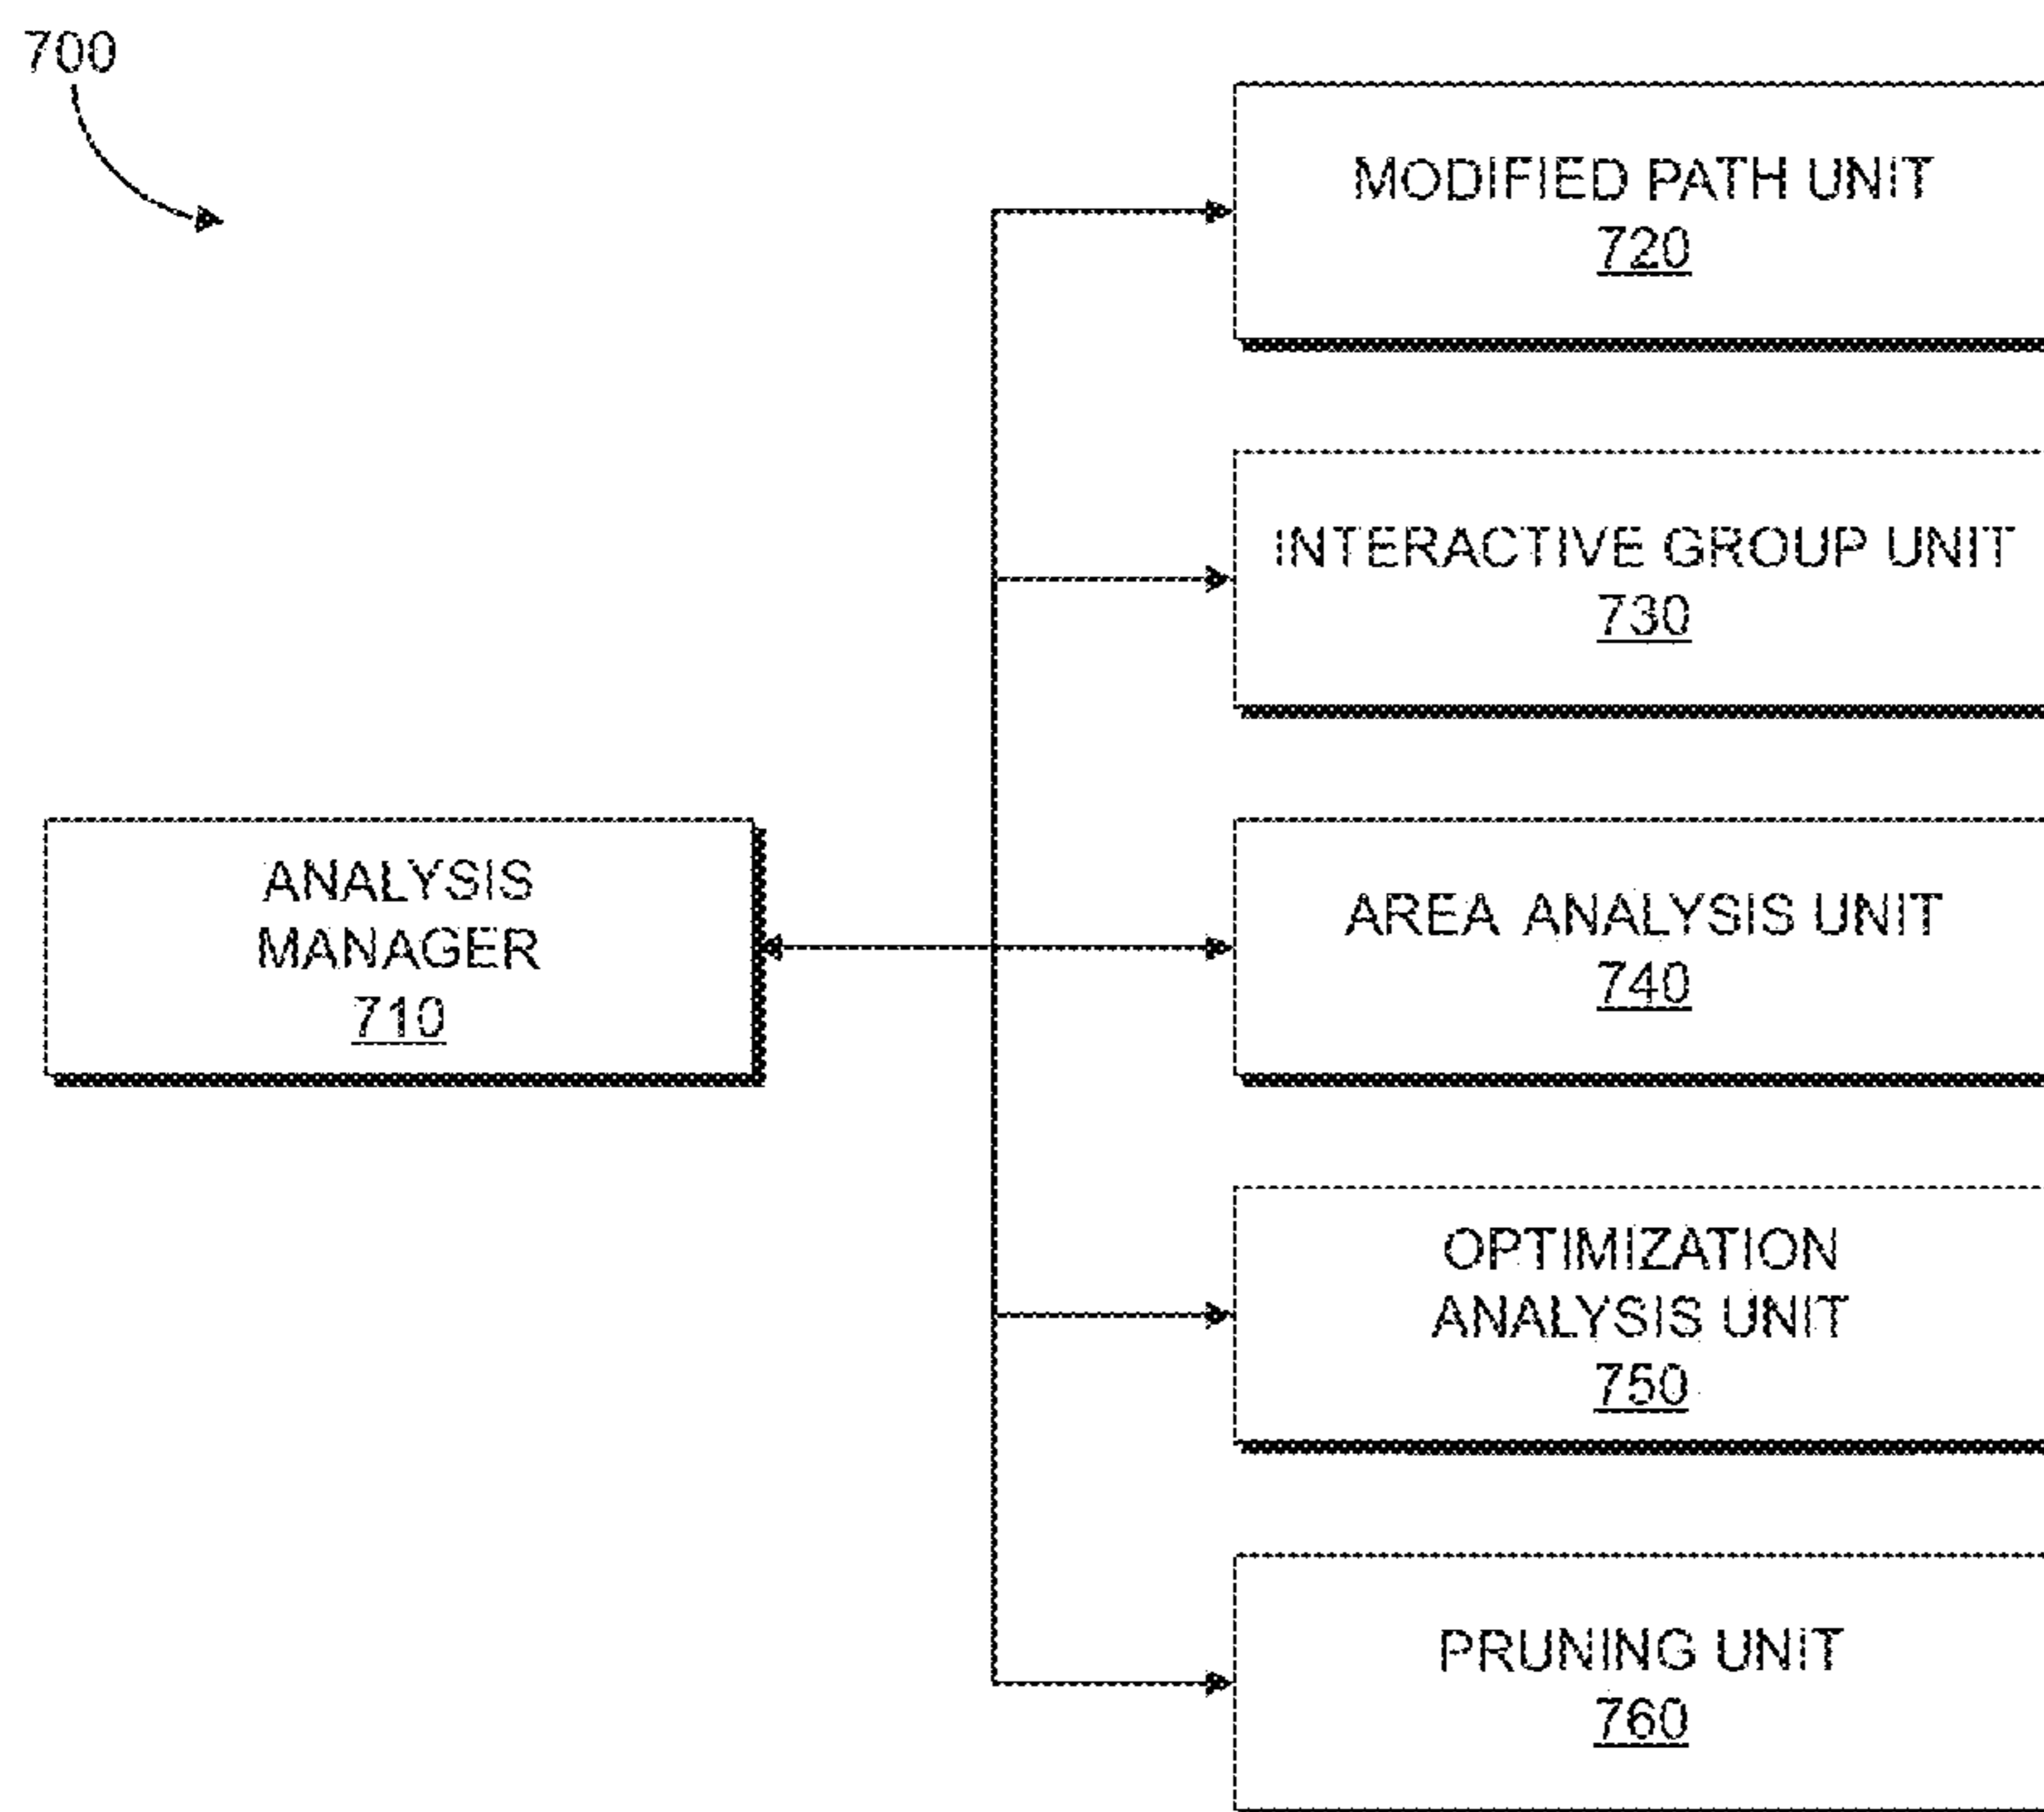 700
MODIFIED PATH UNIT
720
INTERACTIVE GROUP UNIT
730
ANALYSIS
MANAGER
710
AREA ANALYSIS UNIT
740
OPTIMIZATION
ANALYSIS UNIT
750
PRUNING UNIT
760